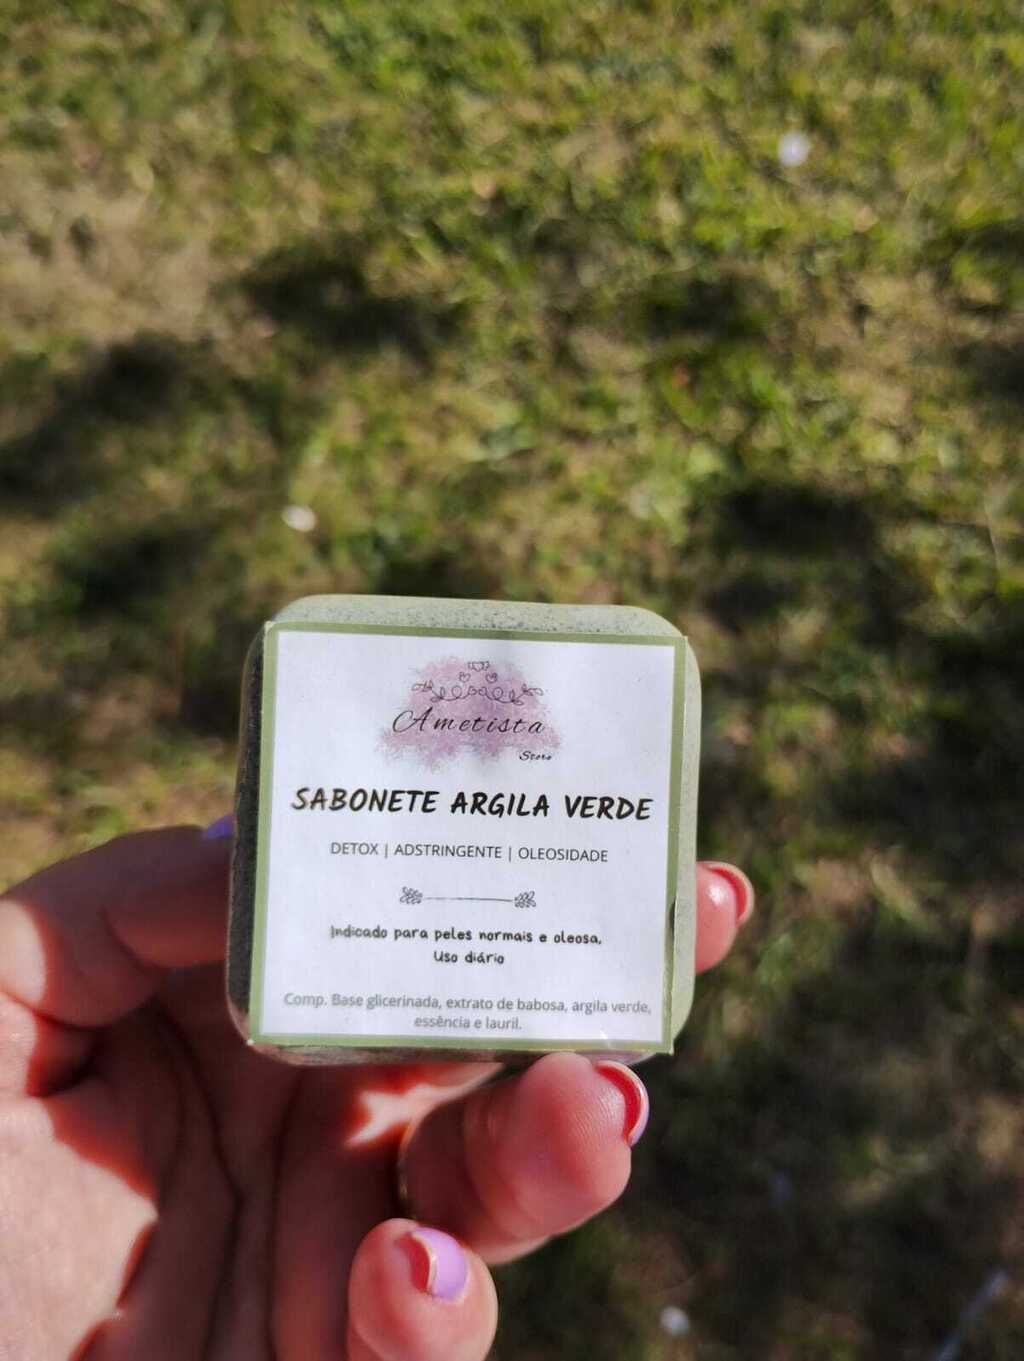 Ametista
Store
SABONETE ARGILA VERDE
DETOX | ADSTRINGENTE | OLEOSIDADE
Indicado para peles normais e oleosa.
Uso diário
Comp. Base glicerinada, extrato de babosa, argila verde,
essência e lauril.